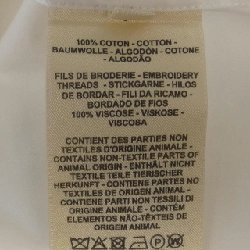 100% COTON - COTTON -
BAUMWOLLE - ALGODÓN - COTONE -
ALGODÃO
FILS DE BRODERIE - EMBROIDERY
THREADS - STICKGARNE - HILOS
DE BORDAR - FILI DA RICAMO -
BORDADO DE FIOS
100% VISCOSE - VISKOSE -
VISCOSA
CONTIENT DES PARTIES NON
TEXTILES D'ORIGINE ANIMALE -
CONTAINS NON-TEXTILE PARTS OF
ANIMAL ORIGIN - ENTHÄLT NICHT
TEXTILE TEILE TIERISCHER
HERKUNFT - CONTIENE PARTES NO
TEXTILES DE ORIGEN ANIMAL -
CONTIENE PARTI NON TESSILI DI
D'ORIGINE ANIMALE - CONTÉM
ELEMENTOS NÃO-TÊXTEIS DE
ORIGEM ANIMAL